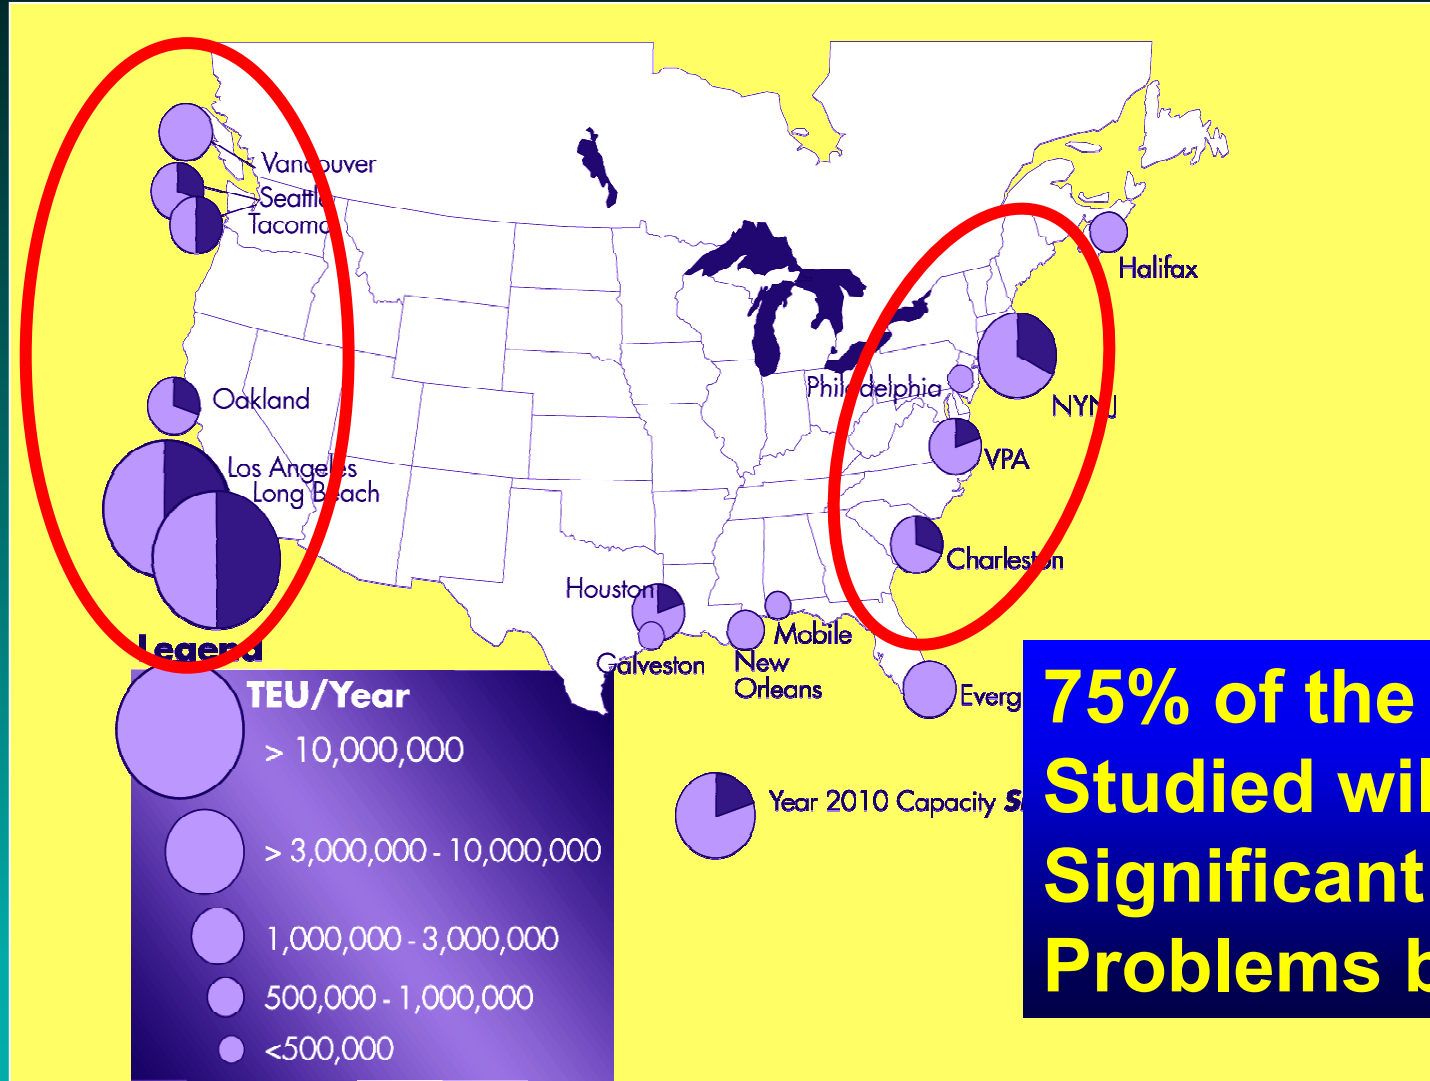 Vancouver
Seattle
Tacoma
Halifax
Philadelphia
Oakland
NYNJ
VPA
Los Angeles
Long Beach
Charleston
Houston
Mobile
Galveston
New
Orleans
Legend
TEU/Year
> 10,000,000
> 3,000,000 - 10,000,000
1,000,000 - 3,000,000
500,000 - 1,000,000
<500,000
Year 2010 Capacity
75% of the
Studied
Significant
Problems